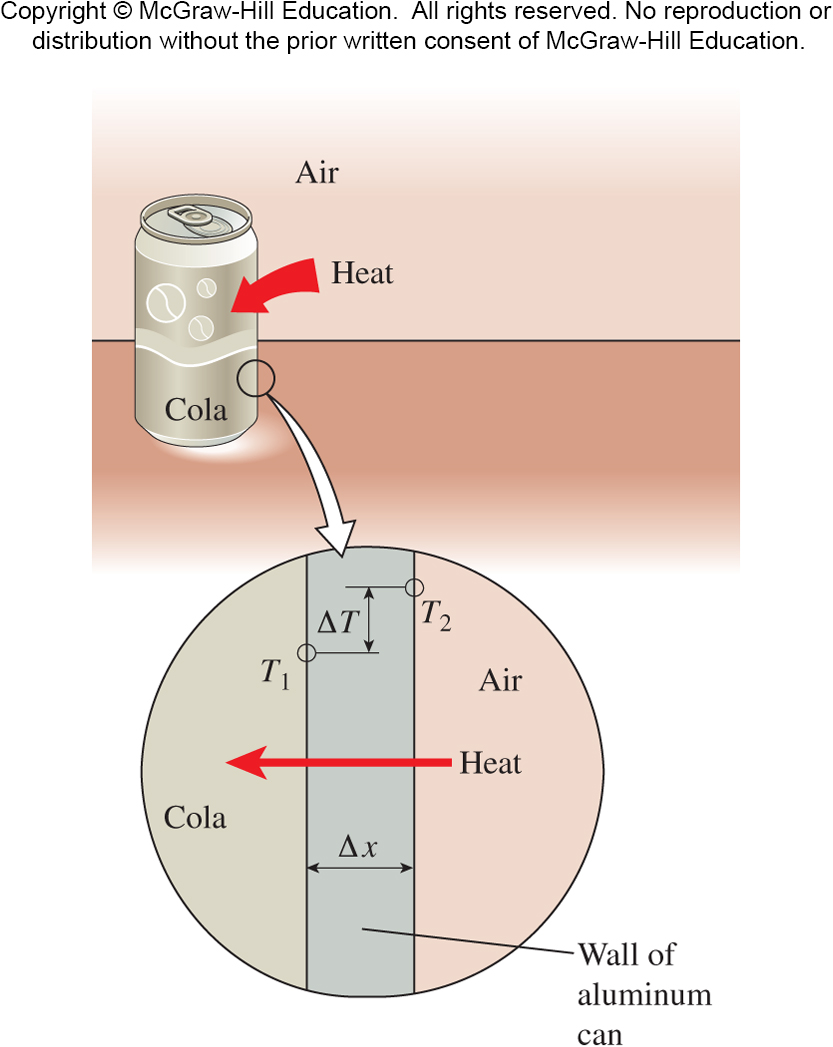 Copyright © McGraw-Hill Education.  All rights reserved. No reproduction or
distribution without the prior written consent of McGraw-Hill Education.
Air
Heat
Cola
ΔT
T2
T1
Air
Heat
Cola
Δx
Wall of
aluminum
can